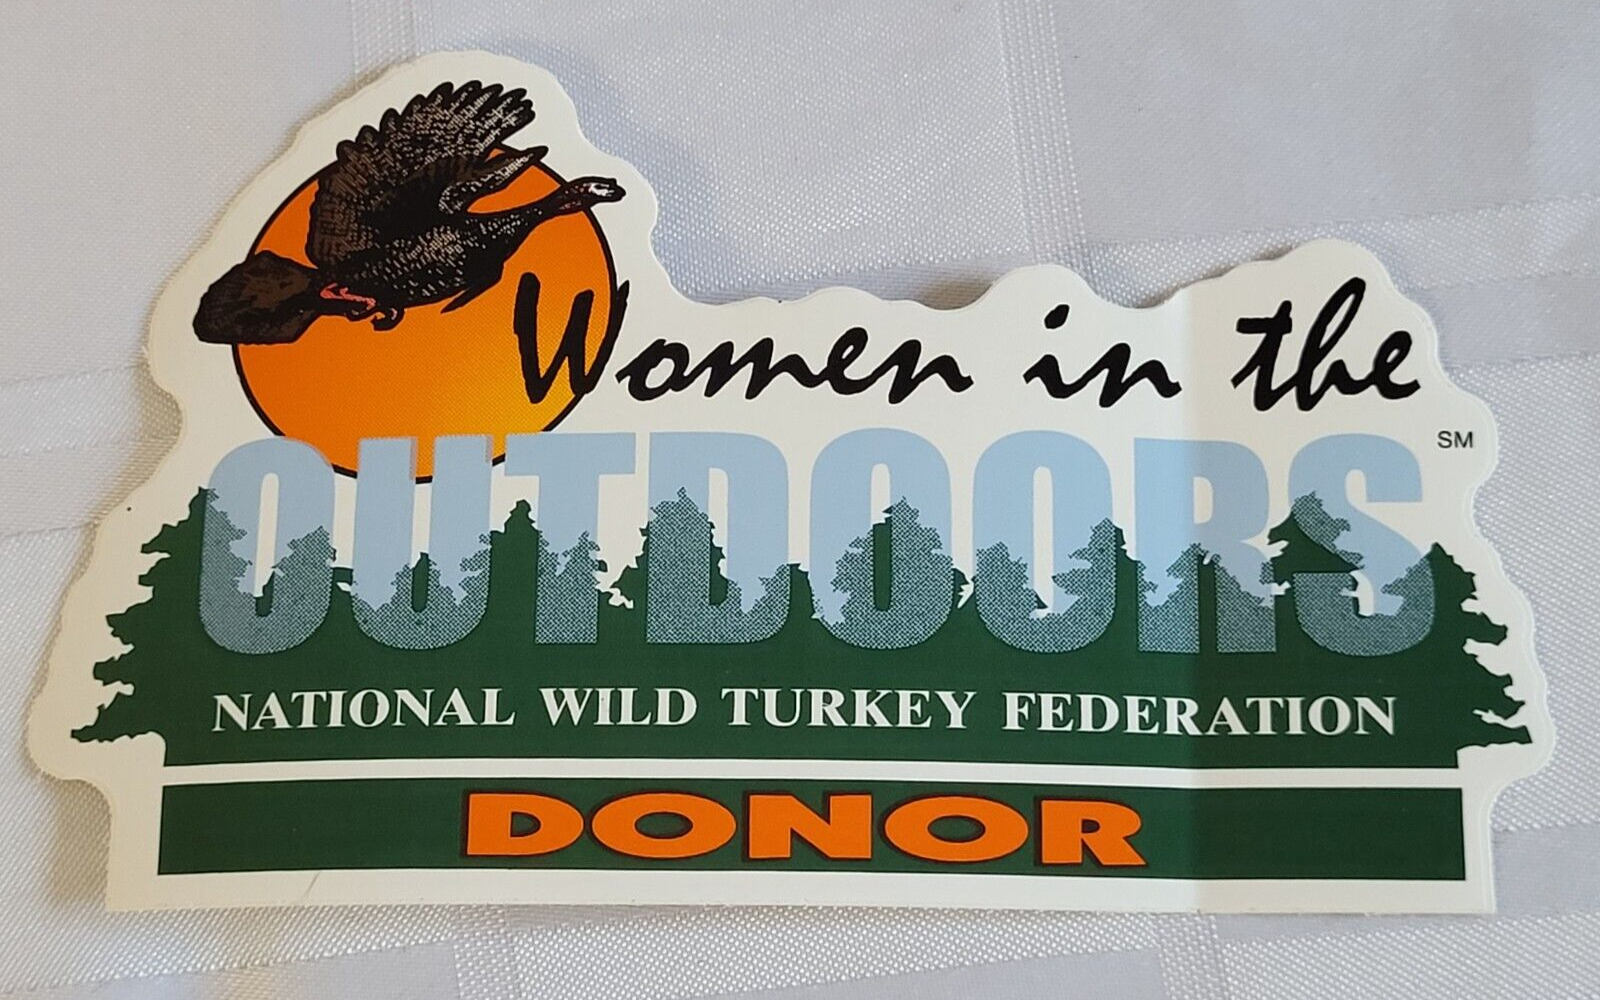 Women in the
OUTDOORS SM
NATIONAL WILD TURKEY FEDERATION
DONOR